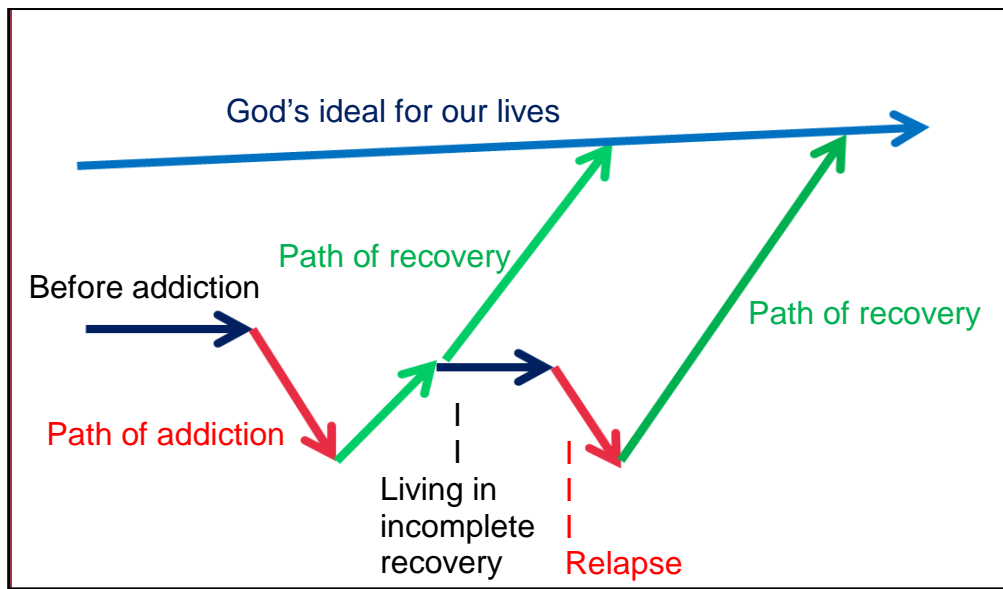 God’s ideal for our lives
Path of recovery
Before addiction
Path of recovery
Path of addiction
Living in
incomplete
recovery
Relapse